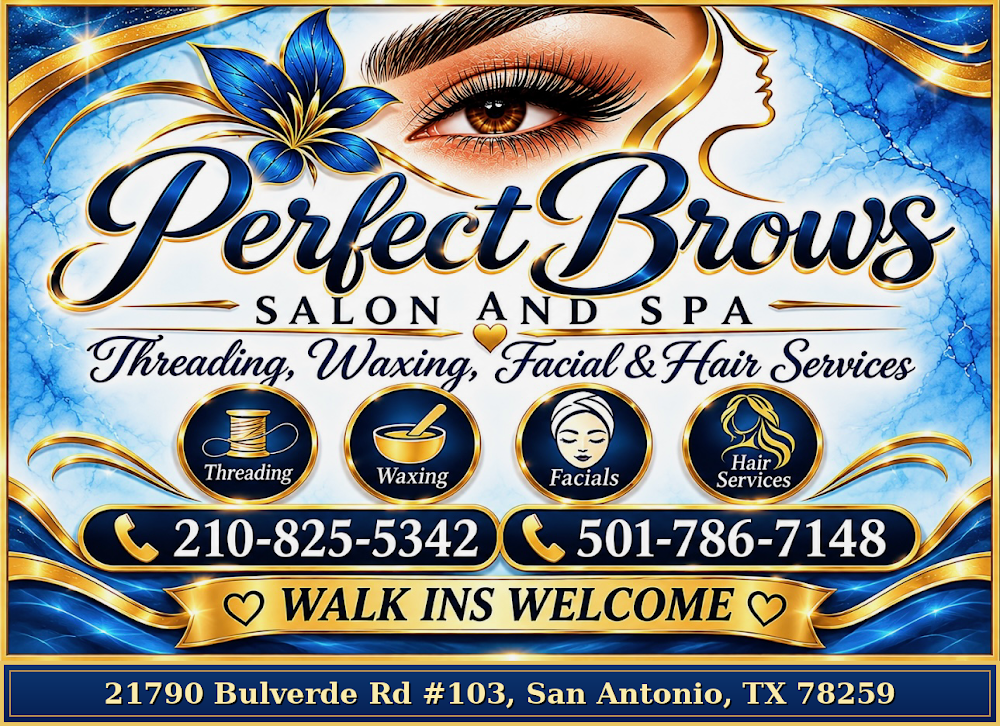 Perfect Brows
SALON AND SPA
Threading, Waxing, Facial & Hair Services
Threading
Waxing
Facials
Hair
Services
210-825-5342
501-786-7148
WALK INS WELCOME
21790 Bulverde Rd #103, San Antonio, TX 78259